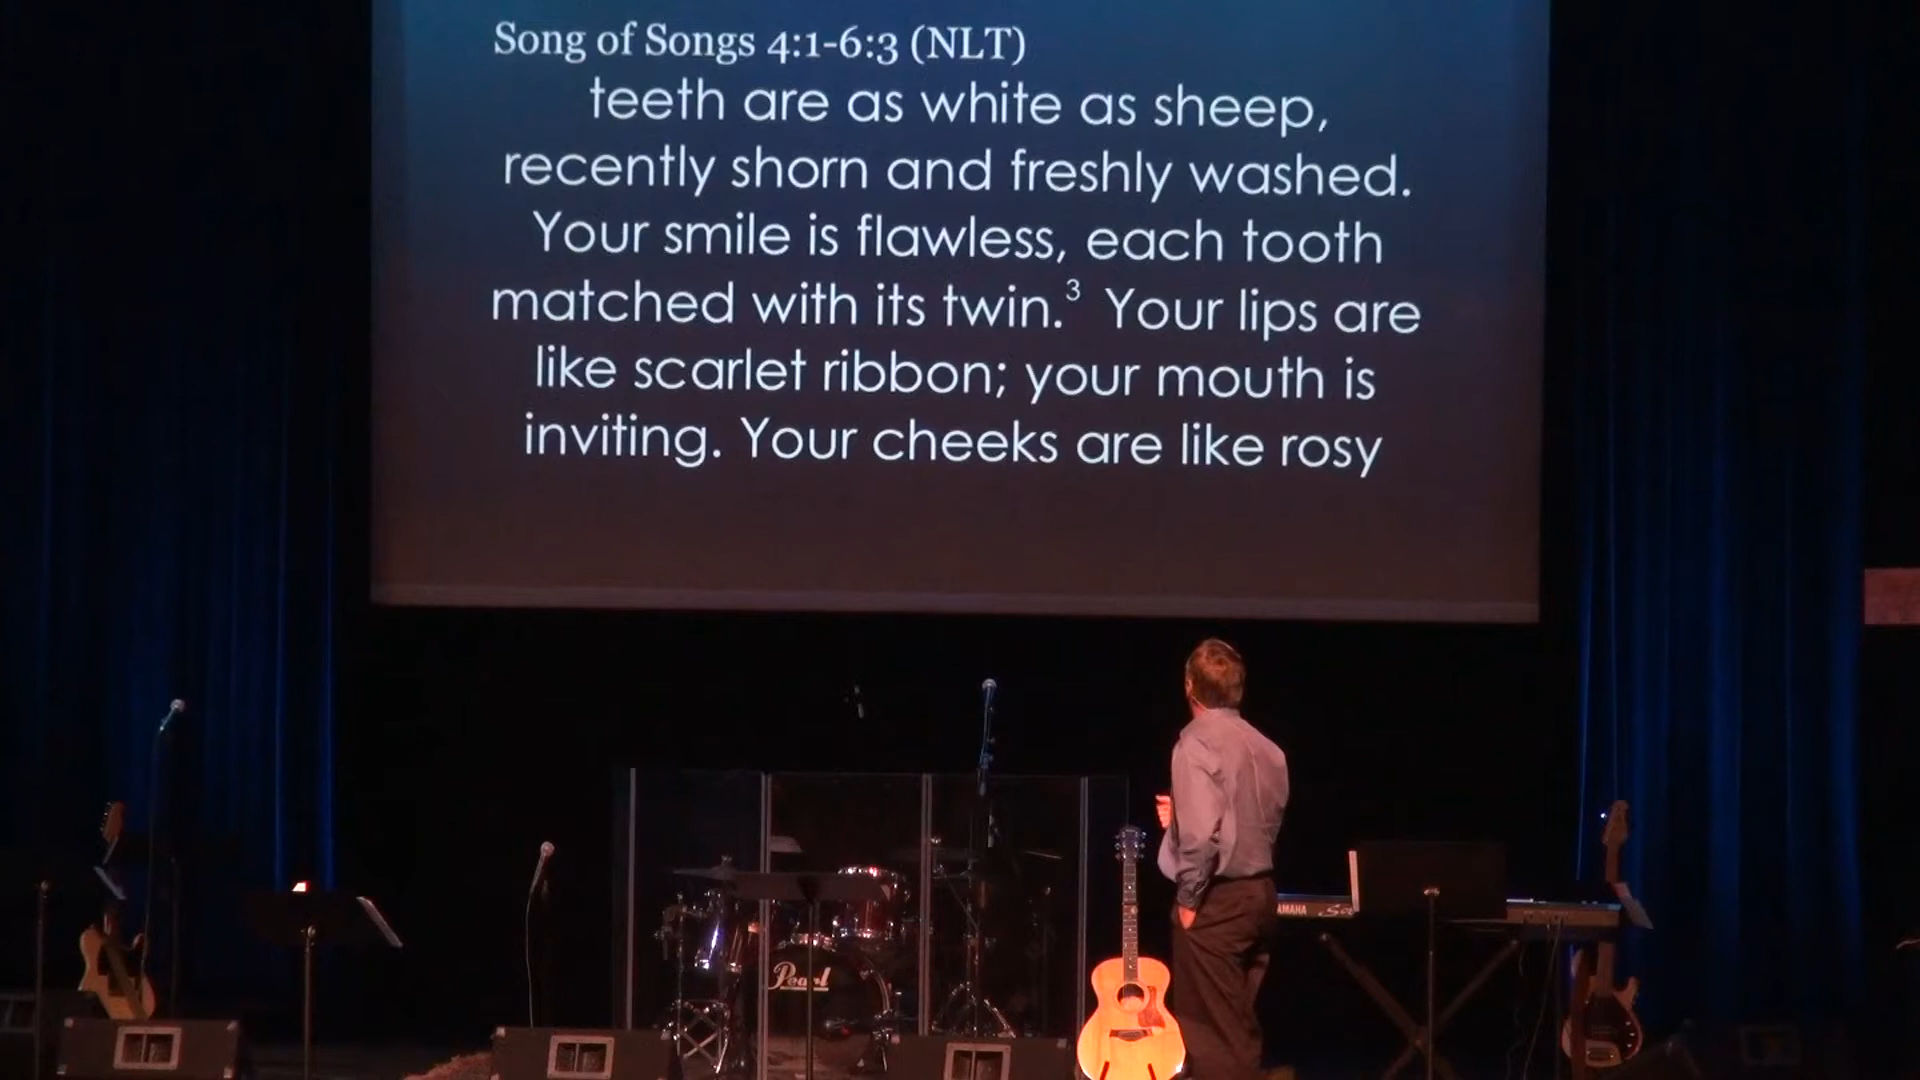 Song of Songs 4:1-6:3 (NLT)
teeth are as white as sheep,
recently shorn and freshly washed.
Your smile is flawless, each tooth
matched with its twin.³ Your lips are
like scarlet ribbon; your mouth is
inviting. Your cheeks are like rosy
Pearl
AMAHA